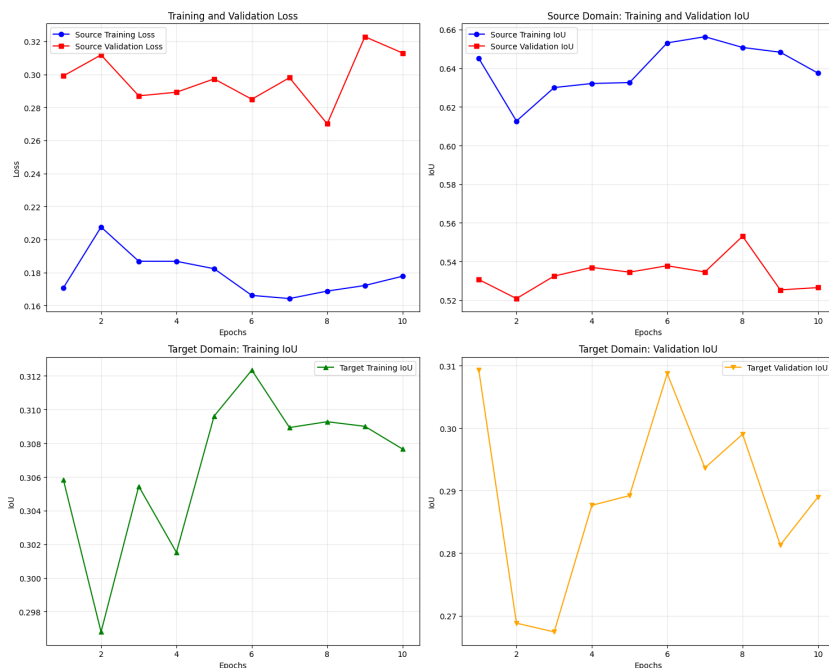 Training and Validation Loss
Source Training Loss
Source Validation Loss
0.32
0.30
0.28
0.26
0.24
0.22
0.20
0.18
0.16
Loss
2
4
6
8
10
Epochs
Source Domain: Training and Validation IoU
Source Training IoU
Source Validation IoU
0.66
0.64
0.62
0.60
0.58
0.56
0.54
0.52
IoU
2
4
6
8
10
Epochs
Target Domain: Training IoU
Target Training IoU
0.312
0.310
0.308
0.306
0.304
0.302
0.300
0.298
IoU
2
4
6
8
10
Epochs
Target Domain: Validation IoU
Target Validation IoU
0.31
0.30
0.29
0.28
0.27
IoU
2
4
6
8
10
Epochs